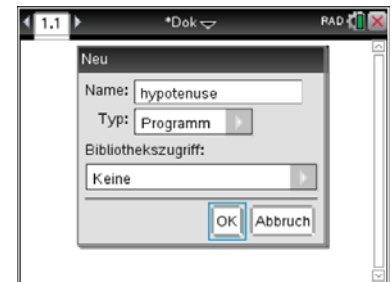 1.1 *Dok RAD
Neu
Name: hypotenuse
Typ: Programm
Bibliothekszugriff:
Keine
OK Abbruch